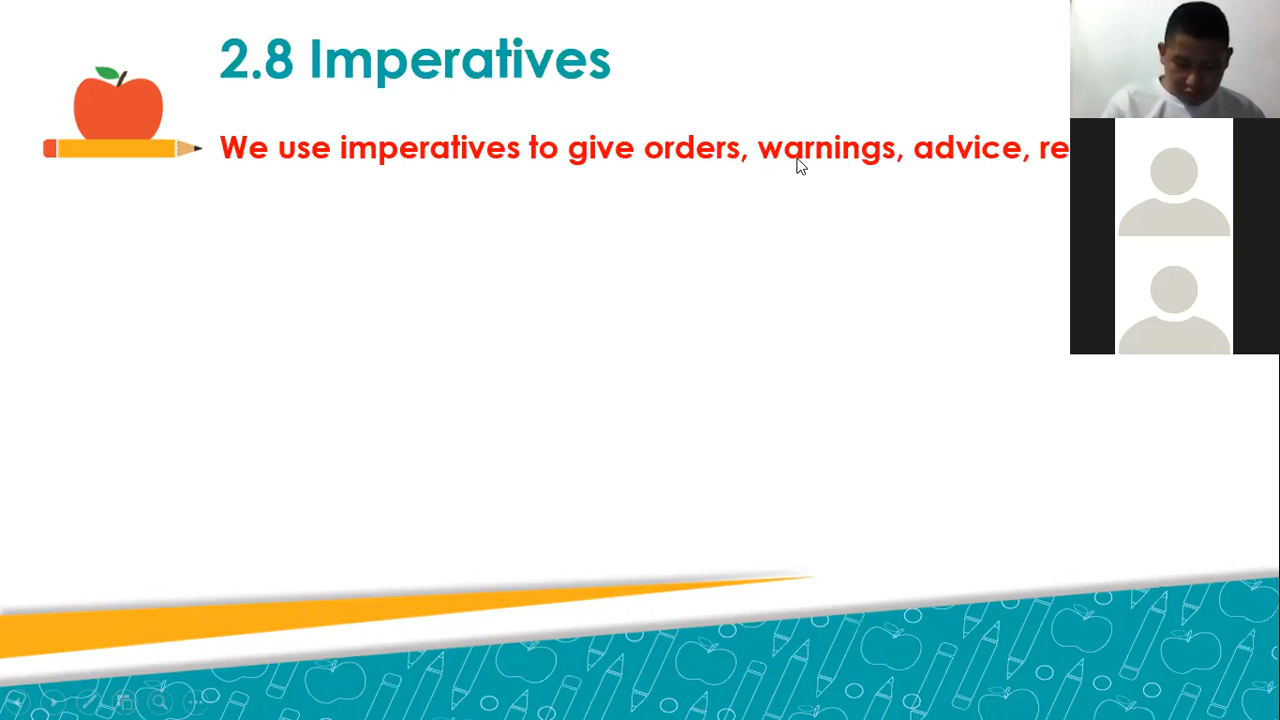 2.8 Imperatives
We use imperatives to give orders, warnings, advice, re